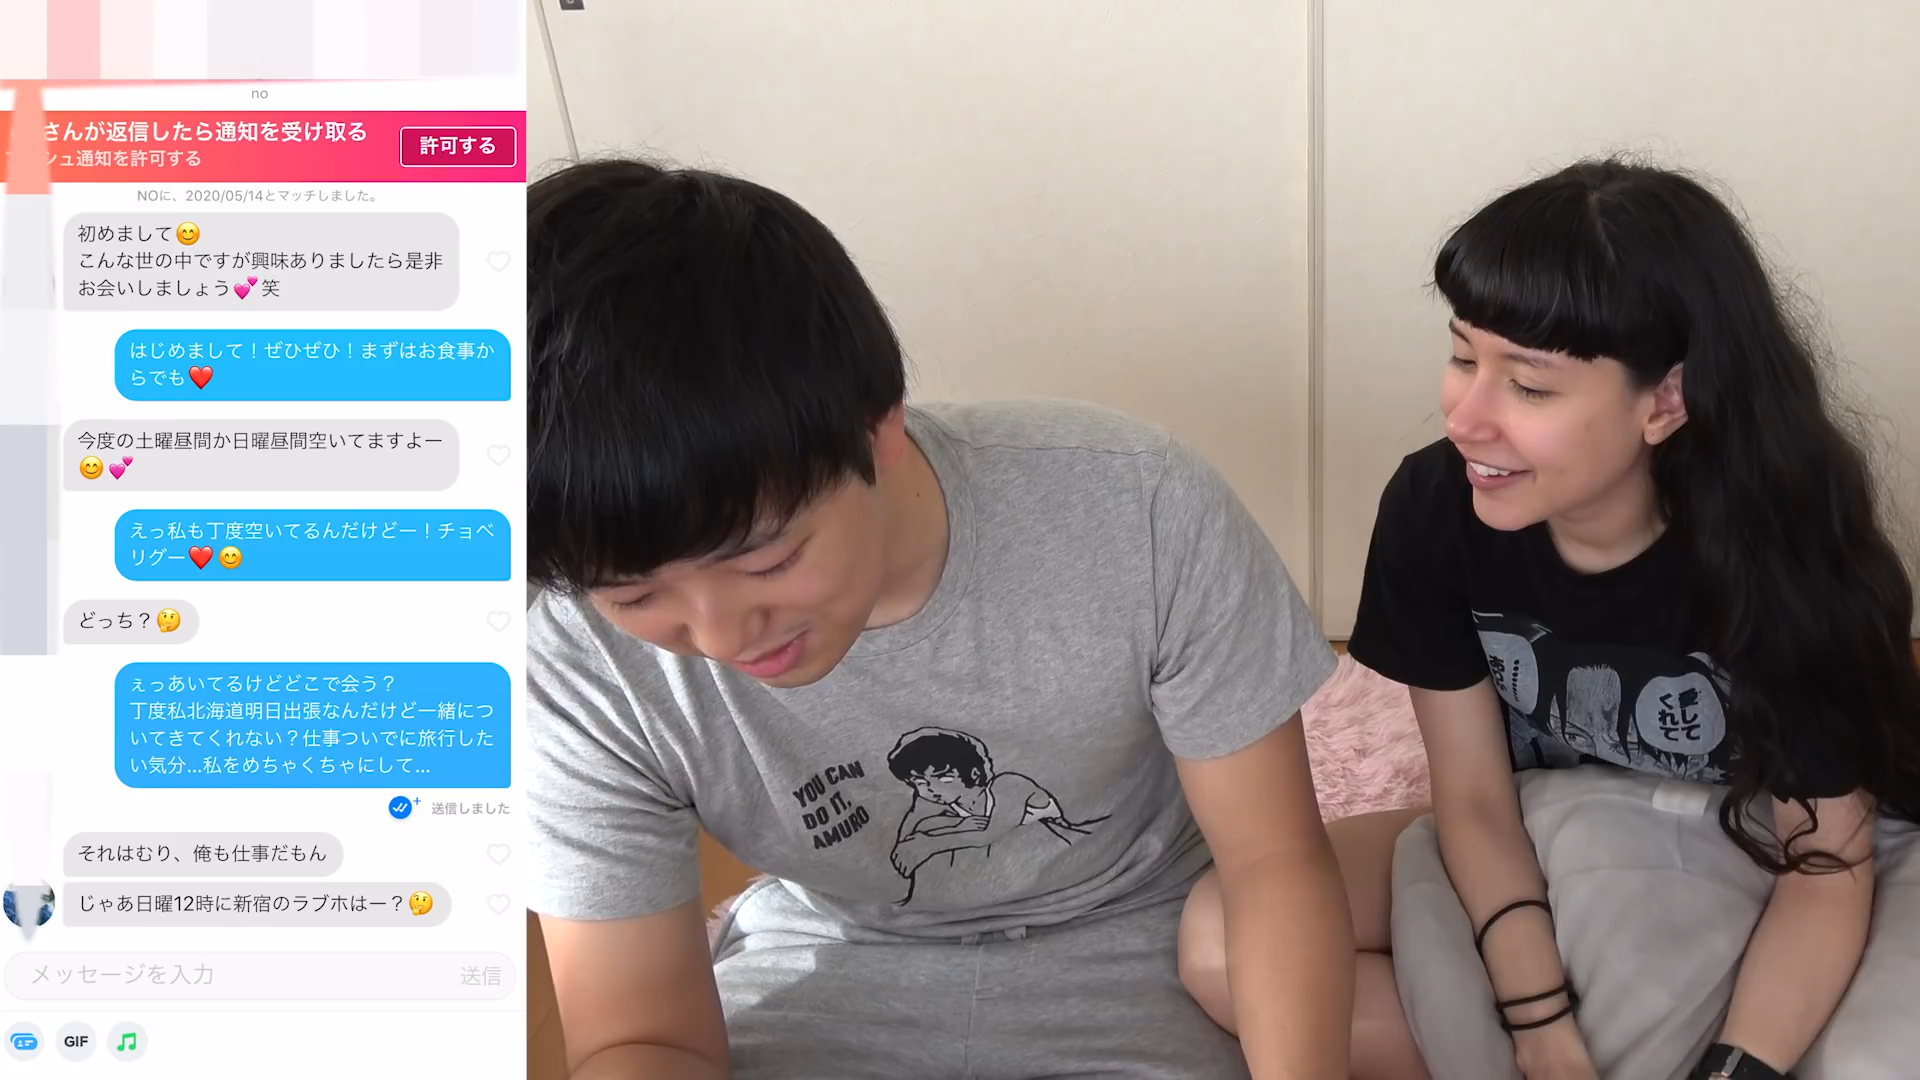 no
さんが返信したら通知を受け取る
シュ通知を許可する
許可する
NOに、2020/05/14とマッチしました。
初めまして😊
こんな世の中ですが興味ありましたら是非
お会いしましょう💕笑
はじめまして！ぜひぜひ！まずはお食事か
らでも❤️
今度の土曜昼間か日曜昼間空いてますよー
😊💕
えっ私も丁度空いてるんだけどー！チョベ
リグー❤️😊
どっち？🤔
ぇっあいてるけどどこで会う？
丁度私北海道明日出張なんだけど一緒につ
いてきてくれない？仕事ついでに旅行した
い気分...私をめちゃくちゃにして...
送信しました
それはむり、俺も仕事だもん
じゃあ日曜12時に新宿のラブホはー？🤔
メッセージを入力
送信
GIF
YOU CAN
DO IT,
AMURO
愛して
くれて